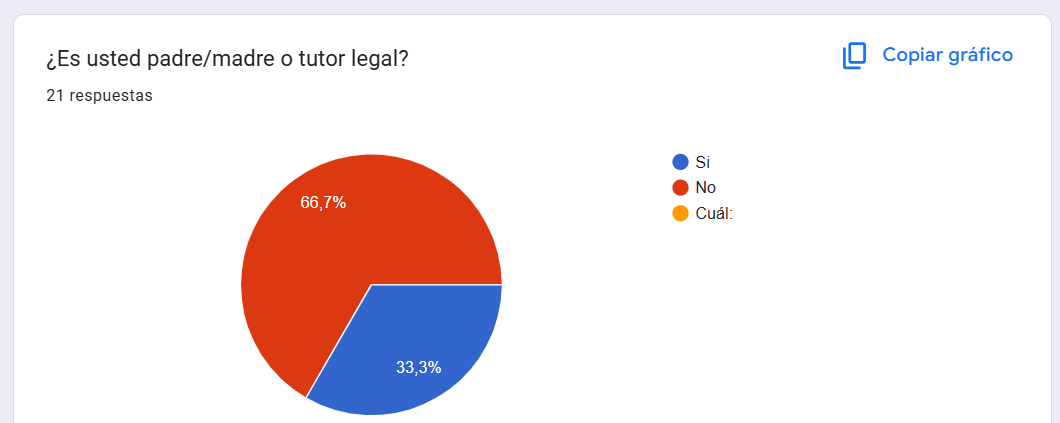 ¿Es usted padre/madre o tutor legal?
Copiar gráfico
21 respuestas
66,7%
33,3%
Si
No
Cuál: